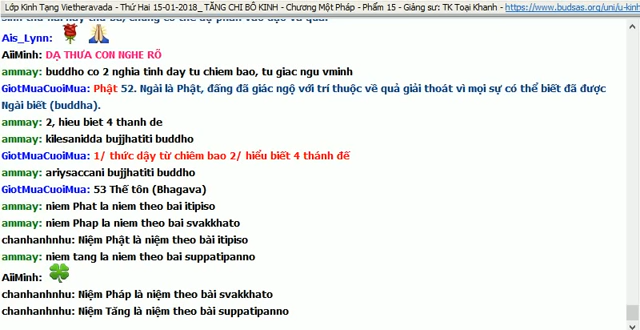 Lớp Kinh Tạng Vietheravada - Thứ Hai 15-01-2018_ TĂNG CHI BỘ KINH - Chương Một Pháp - Phẩm 15 - Giảng sư: TK Toại Khanh - https://www.budsas.org/uni/u-kinh
Ais_Lynn:
AiiMinh: DẠ THƯA CON NGHE RÕ
ammay: buddho co 2 nghia tinh day tu chiem bao, tu giac ngu vminh
GiotMuaCuoiMua: Phật 52. Ngài là Phật, đấng đã giác ngộ với trí thuộc về quả giải thoát vì mọi sự có thể biết đã được
Ngài biết (buddha).
ammay: 2, hieu biet 4 thanh de
ammay: kilesanidda bujjhatiti buddho
GiotMuaCuoiMua: 1/ thức dậy từ chiêm bao 2/ hiểu biết 4 thánh đế
ammay: ariysaccani bujjhatiti buddho
GiotMuaCuoiMua: 53 Thế tôn (Bhagava)
ammay: niem Phat la niem theo bai itipiso
ammay: niem Phap la niem theo bai svakkhato
chanhanhnhu: Niệm Phật là niệm theo bài itipiso
ammay: niem tang la niem theo bai suppatipanno
AiiMinh:
chanhanhnhu: Niệm Pháp là niệm theo bài svakkhato
chanhanhnhu: Niệm Tăng là niệm theo bài suppatipanno